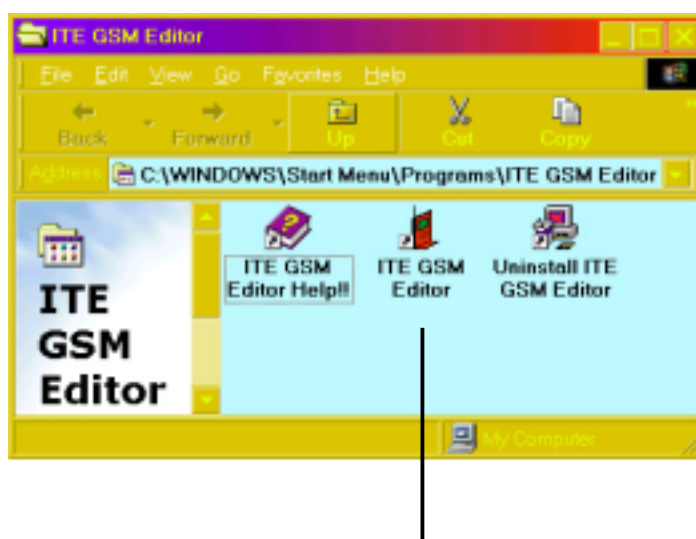 ITE GSM Editor
File Edit View Go Favorites Help
Back Forward Up Cut Copy
Address C:\WINDOWS\Start Menu\Programs\ITE GSM Editor
ITE
GSM
Editor
ITE GSM
Editor Help!!
ITE GSM
Editor
Uninstall ITE
GSM Editor
My Computer